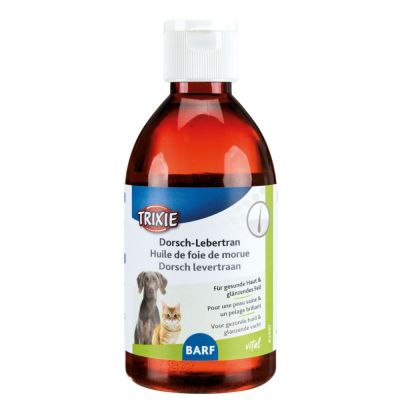 TRIXIE
Dorsch-Lebertran
Huile de foie de morue
Dorsch levertraan
Für gesunde Haut &
glänzendes Fell
Pour une peau saine &
un pelage brillant
Voor gezonde huid &
glanzende vacht
BARF
vital